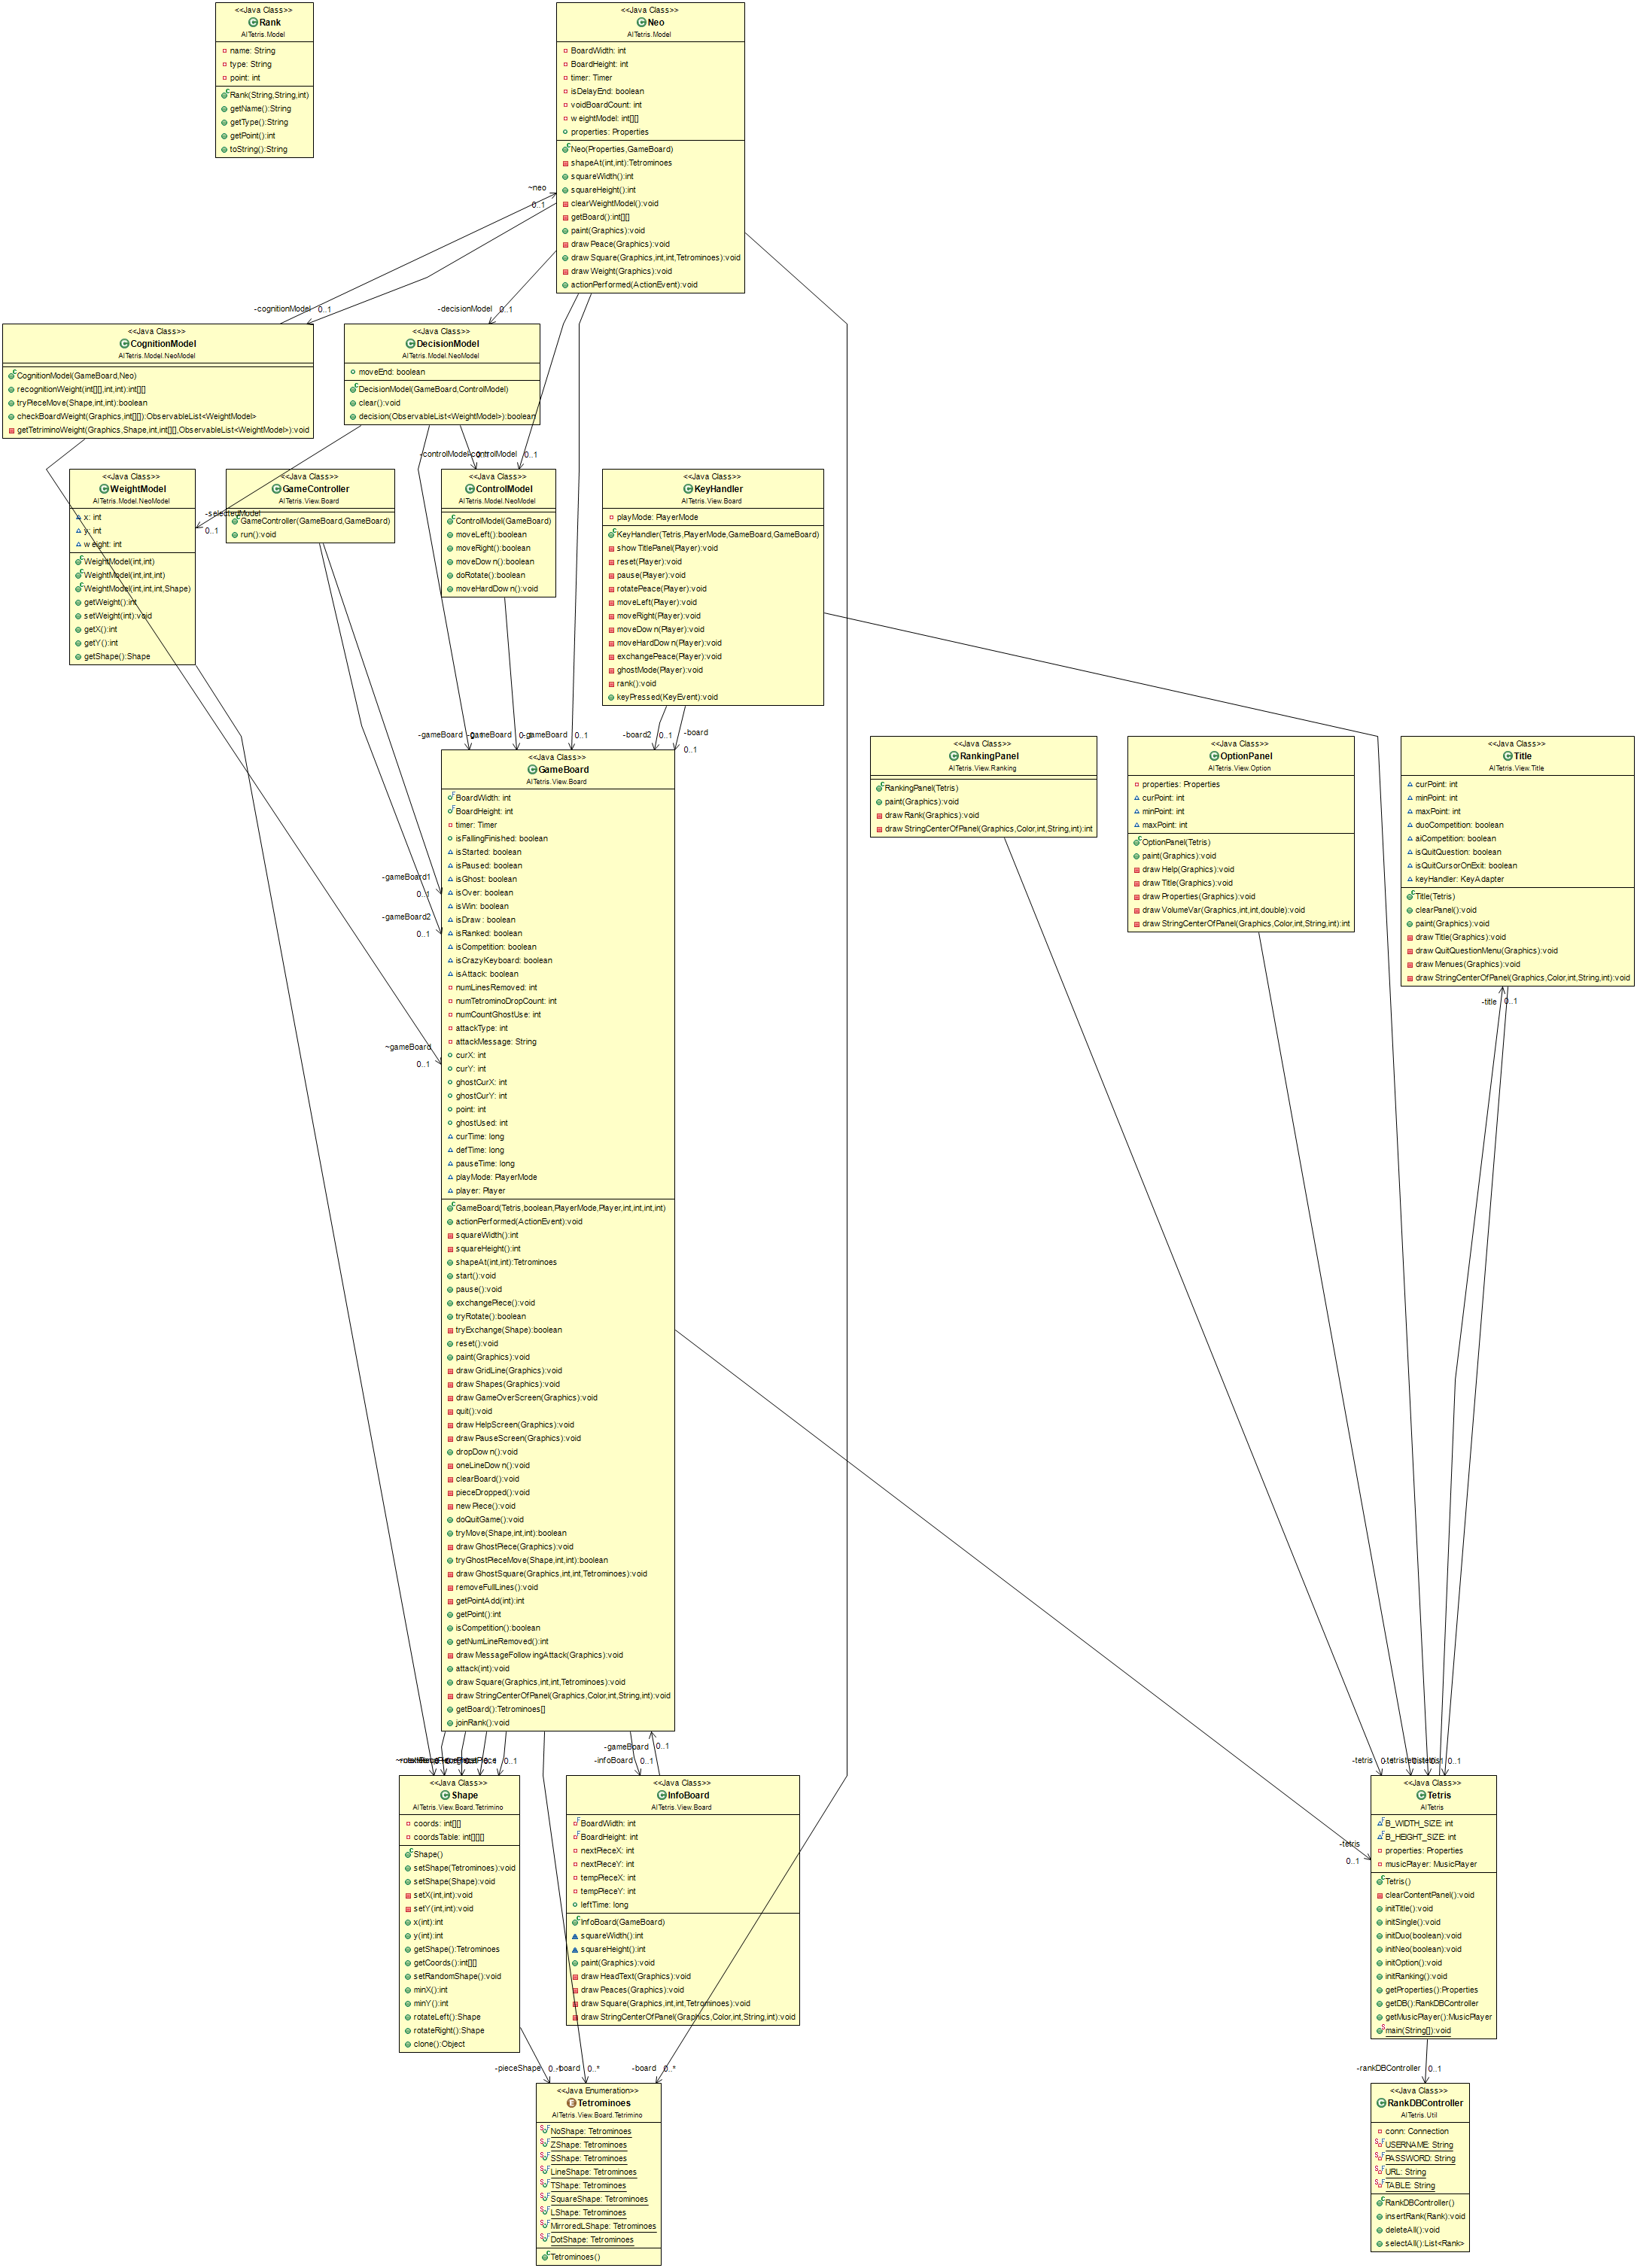 <<Java Class>>
Rank
AITetris.Model
name: String
type: String
point: int
Rank(String,String,int)
getName():String
getType():String
getPoint():int
toString():String
<<Java Class>>
Neo
AITetris.Model
BoardWidth: int
BoardHeight: int
timer: Timer
isDelayEnd: boolean
voidBoardCount: int
weightModel: int[][]
properties: Properties
Neo(Properties,GameBoard)
shapeAt(int,int):Tetrominoes
squareWidth():int
squareHeight():int
clearWeightModel():void
getBoard():int[][]
paint(Graphics):void
drawPeace(Graphics):void
drawSquare(Graphics,int,int,Tetrominoes):void
drawWeight(Graphics):void
actionPerformed(ActionEvent):void
~neo
0..1
-cognitionModel 0..1
-decisionModel 0..1
<<Java Class>>
CognitionModel
AITetris.Model.NeoModel
CognitionModel(GameBoard,Neo)
recognitionWeight(int[][],int,int):int[][]
tryPieceMove(Shape,int,int):boolean
checkBoardWeight(Graphics,int[][]):ObservableList<WeightModel>
getTetriminoWeight(Graphics,Shape,int,int[][],ObservableList<WeightModel>):void
<<Java Class>>
DecisionModel
AITetris.Model.NeoModel
moveEnd: boolean
DecisionModel(GameBoard,ControlModel)
clear():void
decision(ObservableList<WeightModel>):boolean
-controlModel
-controlModel
0..1
<<Java Class>>
WeightModel
AITetris.Model.NeoModel
x: int
y: int
weight: int
WeightModel(int,int)
WeightModel(int,int,int)
WeightModel(int,int,int,Shape)
getWeight():int
setWeight(int):void
getX():int
getY():int
getShape():Shape
-selectedModel
0..1
<<Java Class>>
GameController
AITetris.View.Board
GameController(GameBoard,GameBoard)
run():void
<<Java Class>>
ControlModel
AITetris.Model.NeoModel
ControlModel(GameBoard)
moveLeft():boolean
moveRight():boolean
moveDown():boolean
doRotate():boolean
moveHardDown():void
<<Java Class>>
KeyHandler
AITetris.View.Board
playMode: PlayerMode
KeyHandler(Tetris,PlayerMode,GameBoard,GameBoard)
showTitlePanel(Player):void
reset(Player):void
pause(Player):void
rotatePeace(Player):void
moveLeft(Player):void
moveRight(Player):void
moveDown(Player):void
moveHardDown(Player):void
exchangePeace(Player):void
ghostMode(Player):void
rank():void
keyPressed(KeyEvent):void
-gameBoard
-gameBoard
-gameBoard
0..1
-board2 0..1
-board
0..1
<<Java Class>>
GameBoard
AITetris.View.Board
BoardWidth: int
BoardHeight: int
timer: Timer
isFallingFinished: boolean
isStarted: boolean
isPaused: boolean
isGhost: boolean
isOver: boolean
isWin: boolean
isDraw: boolean
isRanked: boolean
isCompetition: boolean
isCrazyKeyboard: boolean
isAttack: boolean
numLinesRemoved: int
numTetrominoDropCount: int
numCountGhostUse: int
attackType: int
attackMessage: String
curX: int
curY: int
ghostCurX: int
ghostCurY: int
point: int
ghostUsed: int
curTime: long
defTime: long
pauseTime: long
playMode: PlayerMode
player: Player
GameBoard(Tetris,boolean,PlayerMode,Player,int,int,int,int)
actionPerformed(ActionEvent):void
squareWidth():int
squareHeight():int
shapeAt(int,int):Tetrominoes
start():void
pause():void
exchangePiece():void
tryRotate():boolean
tryExchange(Shape):boolean
reset():void
paint(Graphics):void
drawGridLine(Graphics):void
drawShapes(Graphics):void
drawGameOverScreen(Graphics):void
quit():void
drawHelpScreen(Graphics):void
drawPauseScreen(Graphics):void
dropDown():void
oneLineDown():void
clearBoard():void
pieceDropped():void
newPiece():void
doQuitGame():void
tryMove(Shape,int,int):boolean
drawGhostPiece(Graphics):void
tryGhostPieceMove(Shape,int,int):boolean
drawGhostSquare(Graphics,int,int,Tetrominoes):void
removeFullLines():void
getPointAdd(int):int
getPoint():int
isCompetition():boolean
getNumLineRemoved():int
drawMessageFollowingAttack(Graphics):void
attack(int):void
drawSquare(Graphics,int,int,Tetrominoes):void
drawStringCenterOfPanel(Graphics,Color,int,String,int):void
getBoard():Tetrominoes[]
joinRank():void
-gameBoard1
0..1
-gameBoard2
0..1
~gameBoard
0..1
<<Java Class>>
RankingPanel
AITetris.View.Ranking
RankingPanel(Tetris)
paint(Graphics):void
drawRank(Graphics):void
drawStringCenterOfPanel(Graphics,Color,int,String,int):int
<<Java Class>>
OptionPanel
AITetris.View.Option
properties: Properties
curPoint: int
minPoint: int
maxPoint: int
OptionPanel(Tetris)
paint(Graphics):void
drawHelp(Graphics):void
drawTitle(Graphics):void
drawProperties(Graphics):void
drawVolumeVar(Graphics,int,int,double):void
drawStringCenterOfPanel(Graphics,Color,int,String,int):int
<<Java Class>>
Title
AITetris.View.Title
curPoint: int
minPoint: int
maxPoint: int
duoCompetition: boolean
aiCompetition: boolean
isQuitQuestion: boolean
isQuitCursorOnExit: boolean
keyHandler: KeyAdapter
Title(Tetris)
clearPanel():void
paint(Graphics):void
drawTitle(Graphics):void
drawQuitQuestionMenu(Graphics):void
drawMenues(Graphics):void
drawStringCenterOfPanel(Graphics,Color,int,String,int):void
-title 0..1
0..1
-gameBoard 0..1
-infoBoard 0..1
<<Java Class>>
Shape
AITetris.View.Board.Tetrimino
coords: int[][]
coordsTable: int[][][]
Shape()
setShape(Tetrominoes):void
setShape(Shape):void
setX(int,int):void
setY(int,int):void
x(int):int
y(int):int
getShape():Tetrominoes
getCoords():int[][]
setRandomShape():void
minX():int
minY():int
rotateLeft():Shape
rotateRight():Shape
clone():Object
<<Java Class>>
InfoBoard
AITetris.View.Board
BoardWidth: int
BoardHeight: int
nextPieceX: int
nextPieceY: int
tempPieceX: int
tempPieceY: int
leftTime: long
InfoBoard(GameBoard)
squareWidth():int
squareHeight():int
paint(Graphics):void
drawHeadText(Graphics):void
drawPeaces(Graphics):void
drawSquare(Graphics,int,int,Tetrominoes):void
drawStringCenterOfPanel(Graphics,Color,int,String,int):void
-tetris
0..1
-tetris
0..1
<<Java Class>>
Tetris
AITetris
B_WIDTH_SIZE: int
B_HEIGHT_SIZE: int
properties: Properties
musicPlayer: MusicPlayer
Tetris()
clearContentPanel():void
initTitle():void
initSingle():void
initDuo(boolean):void
initNeo(boolean):void
initOption():void
initRanking():void
getProperties():Properties
getDB():RankDBController
getMusicPlayer():MusicPlayer
main(String[]):void
-pieceShape
-board 0..*
-board 0..*
-rankDBController 0..1
<<Java Enumeration>>
Tetrominoes
AITetris.View.Board.Tetrimino
NoShape: Tetrominoes
ZShape: Tetrominoes
SShape: Tetrominoes
LineShape: Tetrominoes
TShape: Tetrominoes
SquareShape: Tetrominoes
LShape: Tetrominoes
MirroredLShape: Tetrominoes
DotShape: Tetrominoes
Tetrominoes()
<<Java Class>>
RankDBController
AITetris.Util
conn: Connection
USERNAME: String
PASSWORD: String
URL: String
TABLE: String
RankDBController()
insertRank(Rank):void
deleteAll():void
selectAll():List<Rank>